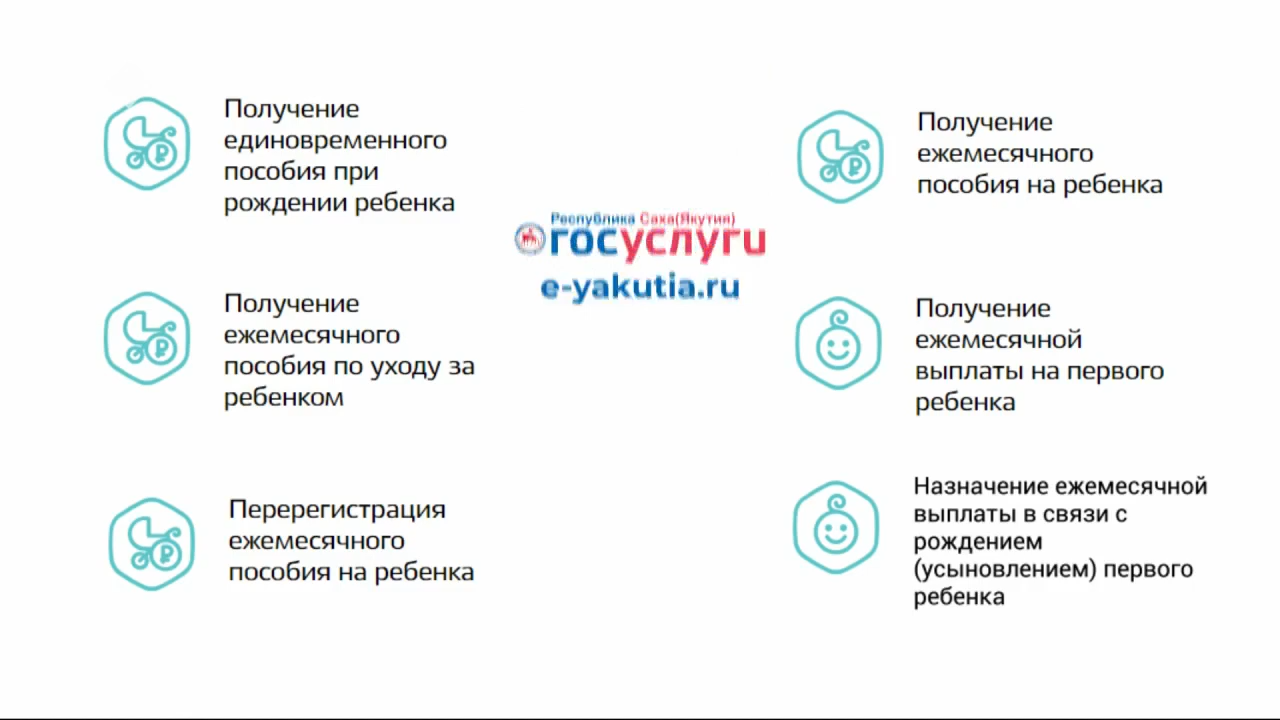 Получение
единовременного
пособия при
рождении ребенка
Получение
ежемесячного
пособия по уходу за
ребенком
Перерегистрация
ежемесячного
пособия на ребенка
Республика Саха(Якутия)
госуслуги
e-yakutia.ru
Получение
ежемесячного
пособия на ребенка
Получение
ежемесячной
выплаты на первого
ребенка
Назначение ежемесячной
выплаты в связи с
рождением
(усыновлением) первого
ребенка